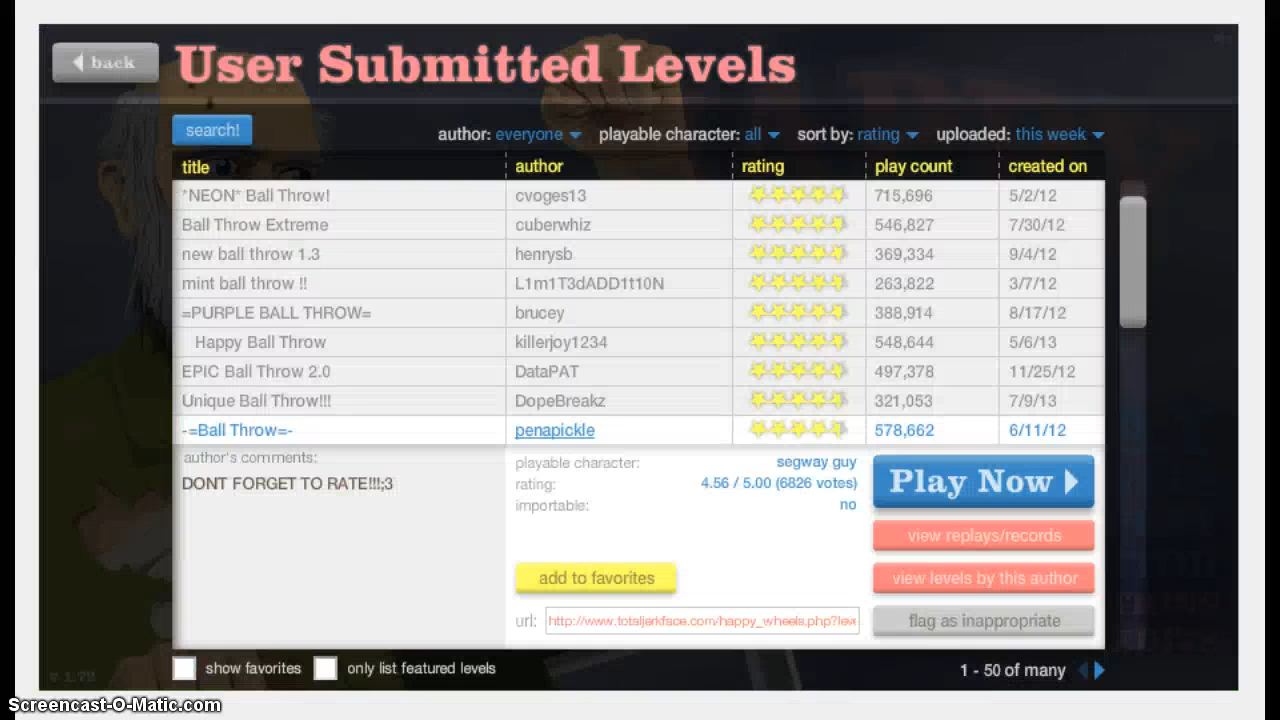 back
User Submitted Levels
search!
author: everyone playable character: all sort by: rating uploaded: this week
title author rating play count created on
*NEON* Ball Throw! cvoges13 715,696 5/2/12
Ball Throw Extreme cuberwhiz 546,827 7/30/12
new ball throw 1.3 henrysb 369,334 9/4/12
mint ball throw !! L1m1T3dADD1t10N 263,822 3/7/12
=PURPLE BALL THROW= brucey 388,914 8/17/12
Happy Ball Throw killerjoy1234 548,644 5/6/13
EPIC Ball Throw 2.0 DataPAT 497,378 11/25/12
Unique Ball Throw!!! DopeBreakz 321,053 7/9/13
-=Ball Throw=- penapickle 578,662 6/11/12
author's comments:
DONT FORGET TO RATE!!!;3
playable character: segway guy
rating: 4.56 / 5.00 (6826 votes)
importable: no
Play Now
view replays/records
add to favorites
view levels by this author
url: http://www.totaljerkface.com/happy_wheels.php?leve
flag as inappropriate
show favorites only list featured levels
1 - 50 of many
Screencast-O-Matic.com